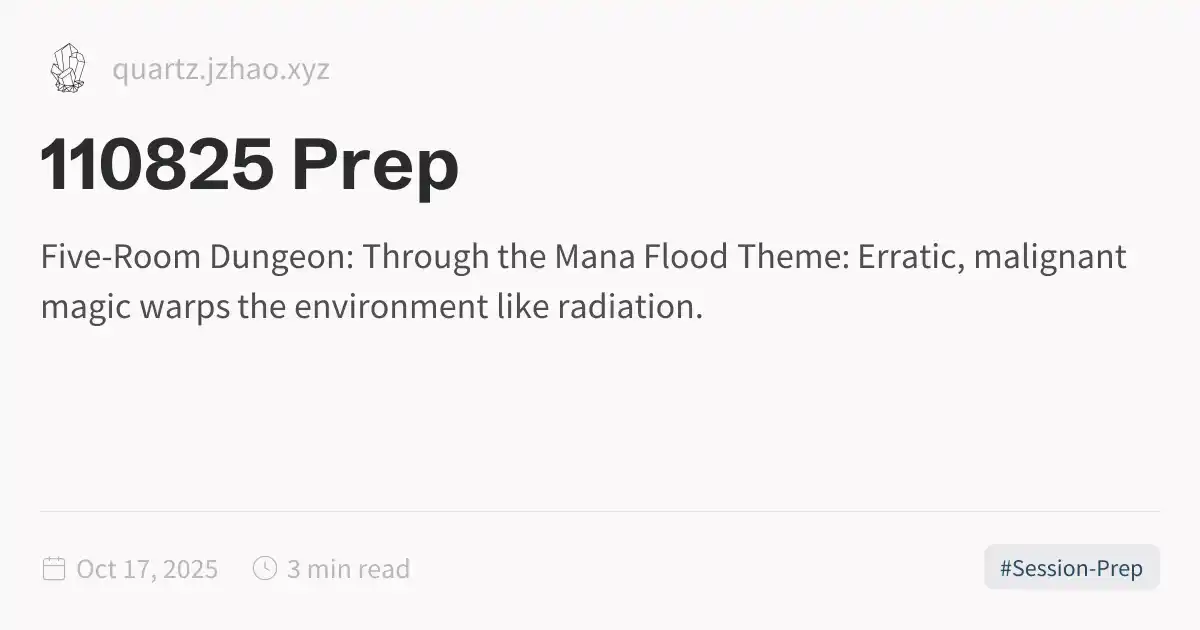 quartz.jzhao.xyz
110825 Prep
Five-Room Dungeon: Through the Mana Flood Theme: Erratic, malignant
magic warps the environment like radiation.
Oct 17, 2025
3 min read
#Session-Prep